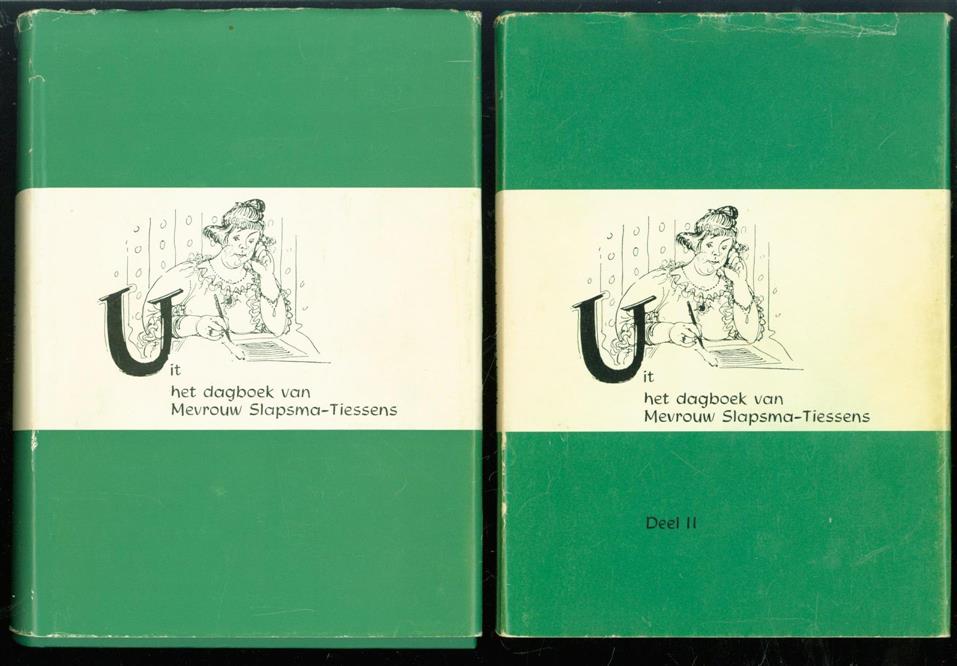 Uit
het dagboek van
Mevrouw Slapsma-Tiessens
Uit
het dagboek van
Mevrouw Slapsma-Tiessens
Deel II